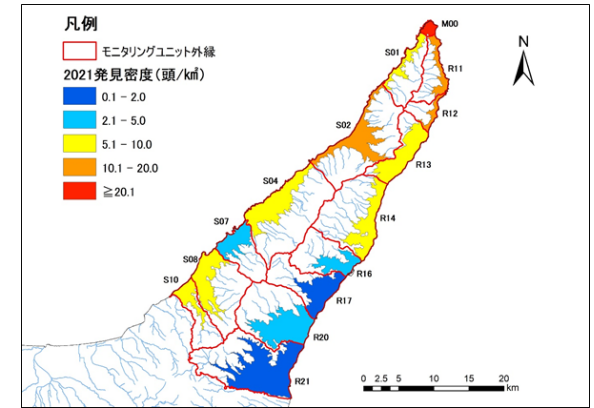 凡例
モニタリングユニット外縁
2021発見密度(頭/k㎡)
0.1 – 2.0
2.1 – 5.0
5.1 – 10.0
10.1 – 20.0
≧20.1
M00
S01
R11
N
R12
S02
R13
S04
R14
S07
S08
R16
S10
R17
R20
R21
0 2.5 5 10 15 20
km